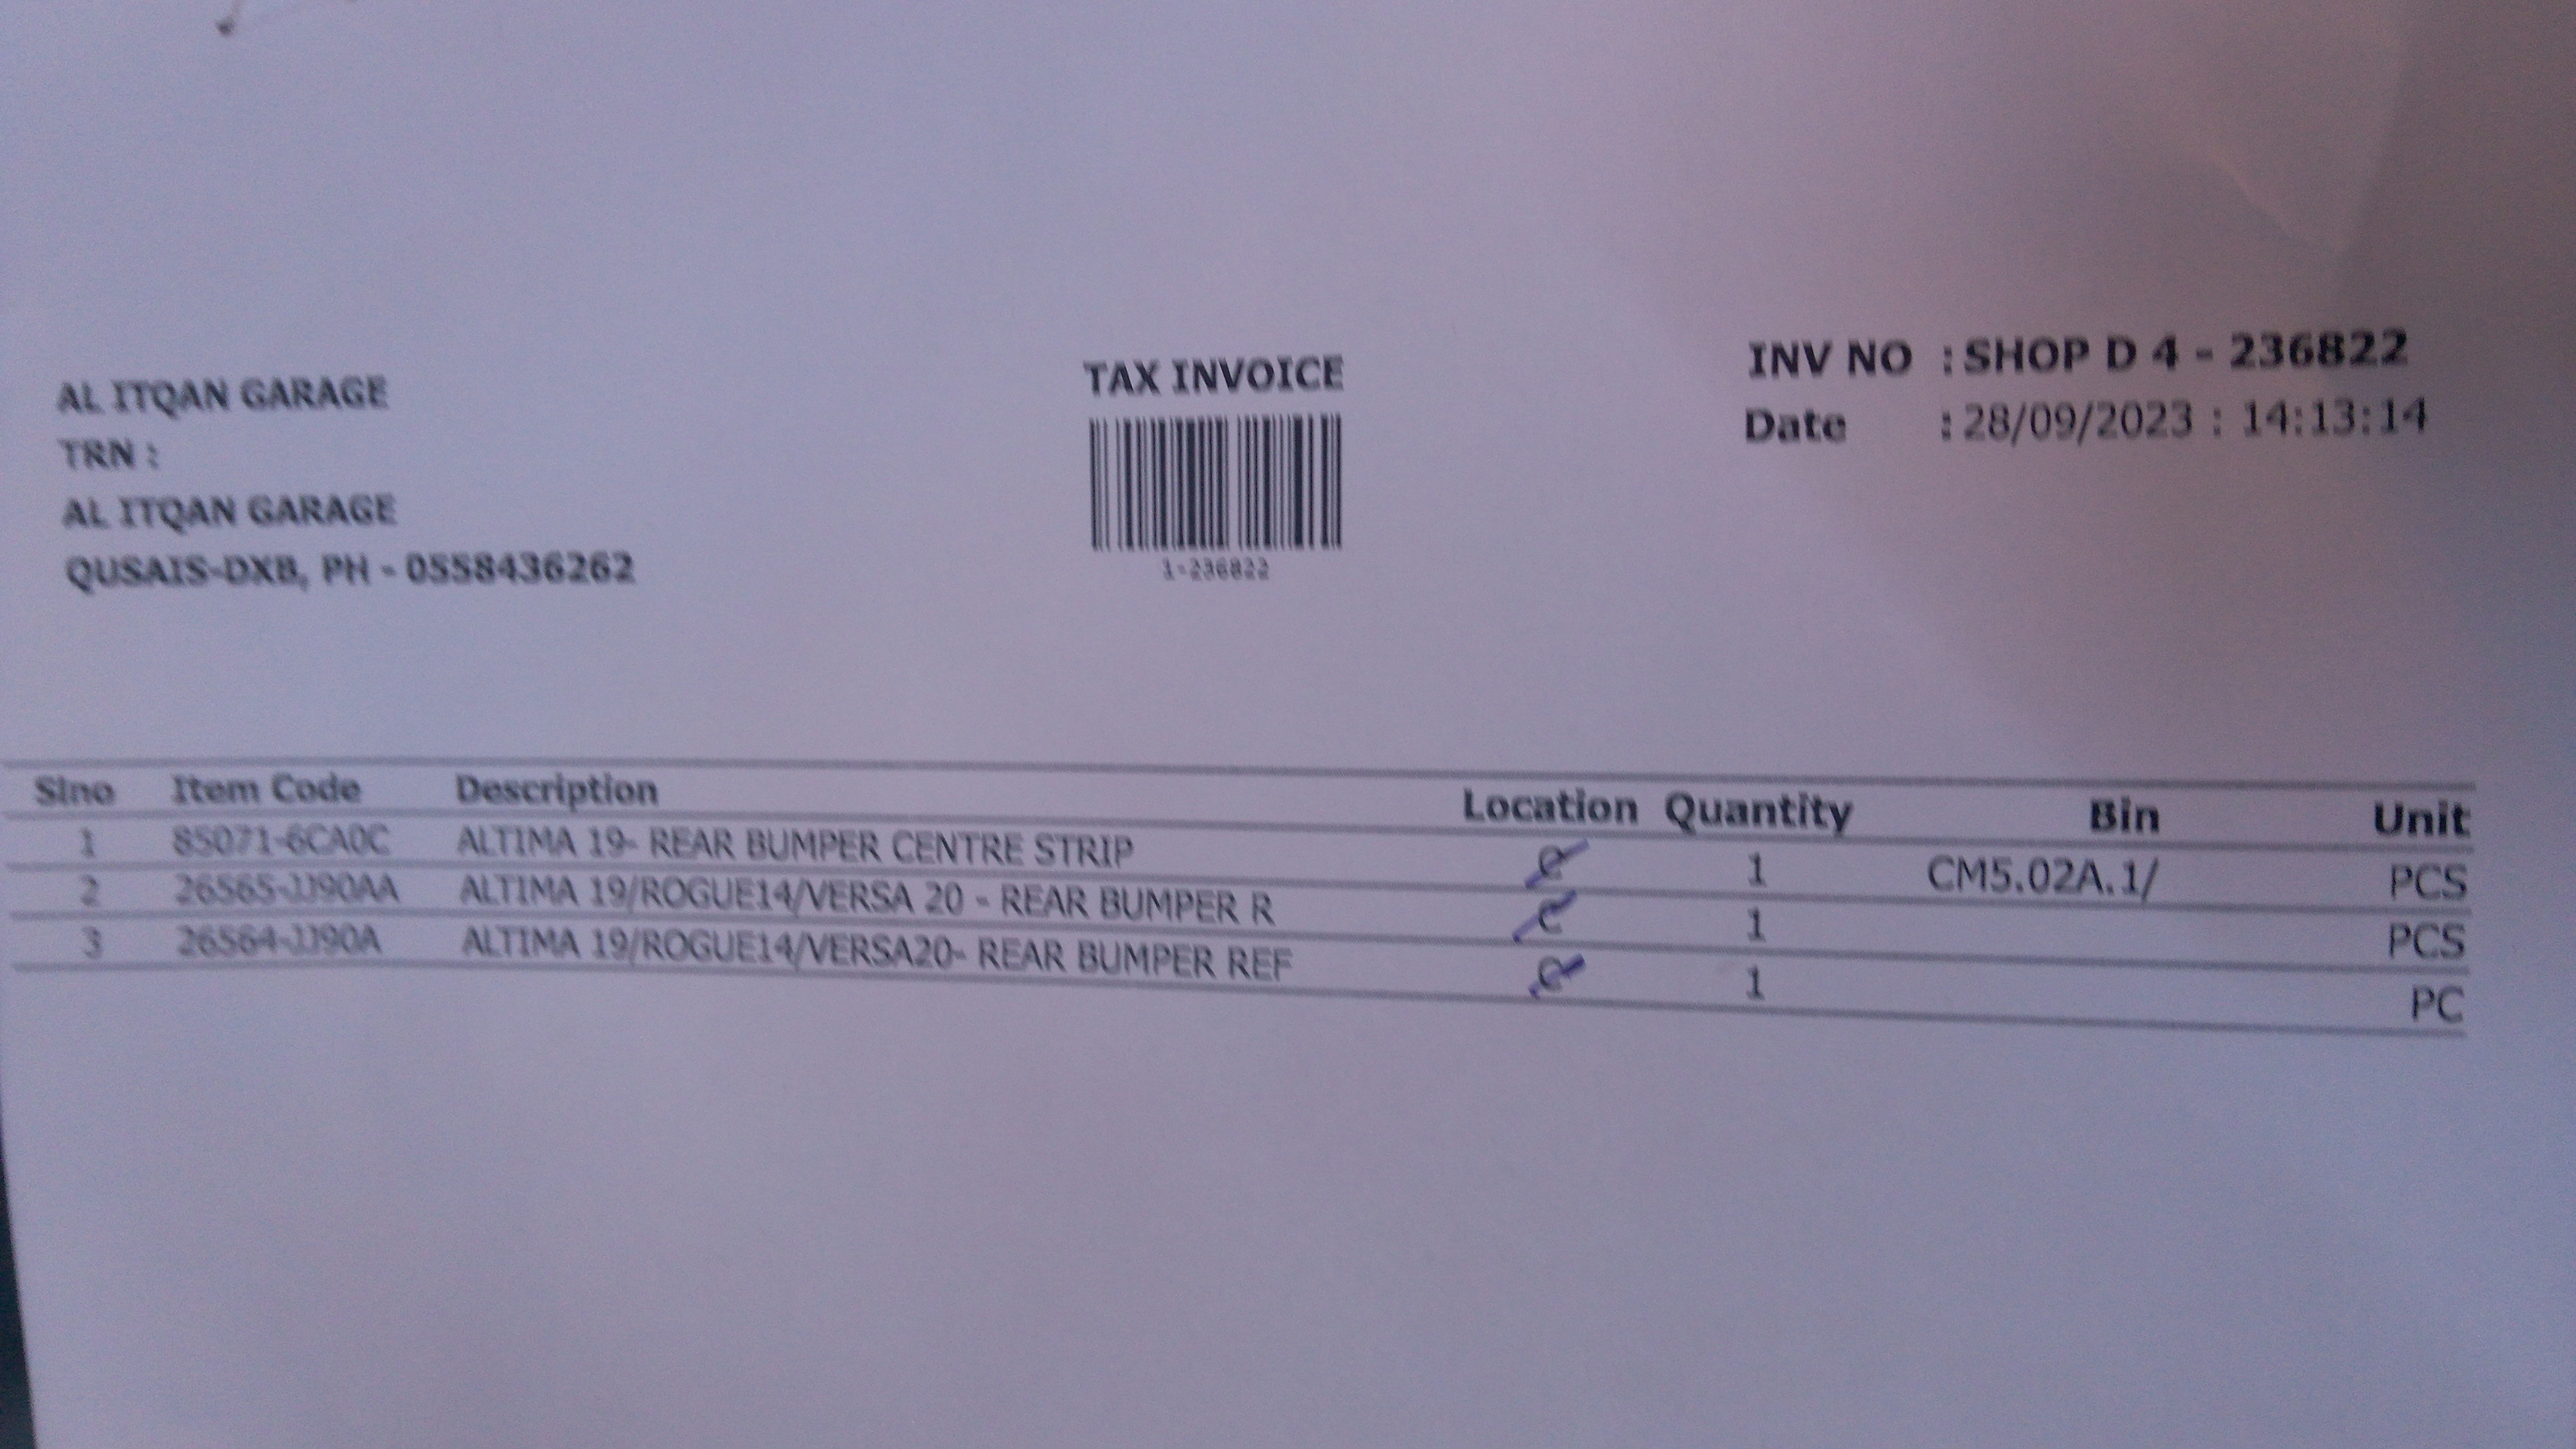 AL ITQAN GARAGE
TRN :
AL ITQAN GARAGE
QUSAIS-DXB, PH - 0558436262
TAX INVOICE
1-236822
INV NO : SHOP D 4 - 236822
Date : 28/09/2023 : 14:13:14
Slno Item Code Description Location Quantity Bin Unit
1 85071-6CA0C ALTIMA 19- REAR BUMPER CENTRE STRIP C 1 CM5.02A.1/ PCS
2 26565-JJ90AA ALTIMA 19/ROGUE14/VERSA 20 - REAR BUMPER R C 1 PCS
3 26564-JJ90A ALTIMA 19/ROGUE14/VERSA20- REAR BUMPER REF C 1 PC